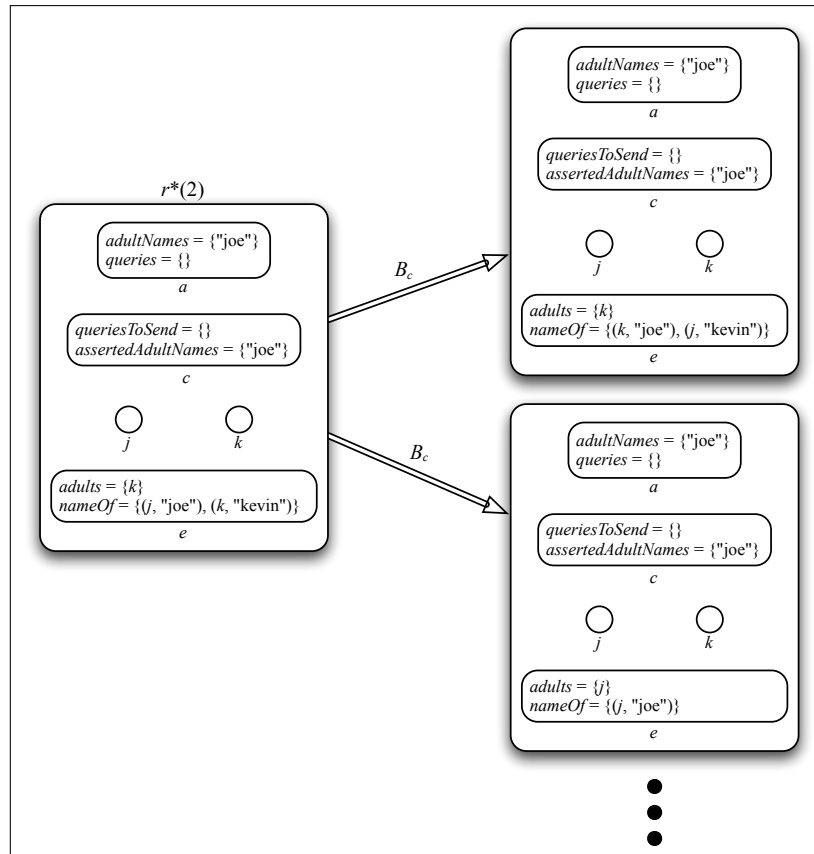 r*(2)
adultNames = {"joe"}
queries = {}
a
queriesToSend = {}
assertedAdultNames = {"joe"}
c
j
k
adults = {k}
nameOf = {(j, "joe"), (k, "kevin")}
e
B_c
B_c
adultNames = {"joe"}
queries = {}
a
queriesToSend = {}
assertedAdultNames = {"joe"}
c
j
k
adults = {k}
nameOf = {(k, "joe"), (j, "kevin")}
e
adultNames = {"joe"}
queries = {}
a
queriesToSend = {}
assertedAdultNames = {"joe"}
c
j
k
adults = {j}
nameOf = {(j, "joe")}
e